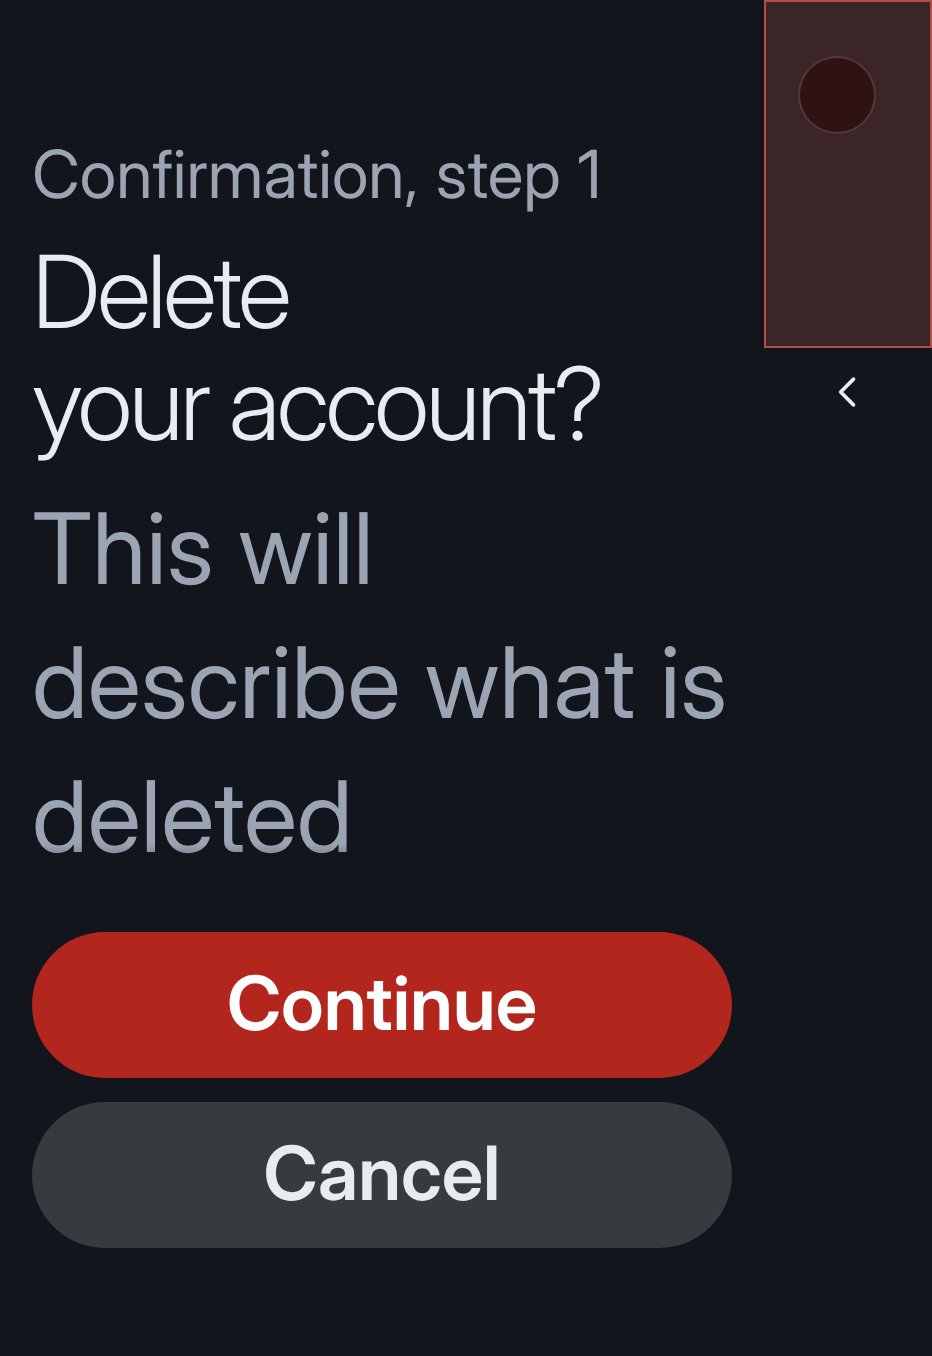 Confirmation, step 1
Delete
your account?
This will
describe what is
deleted
Continue
Cancel